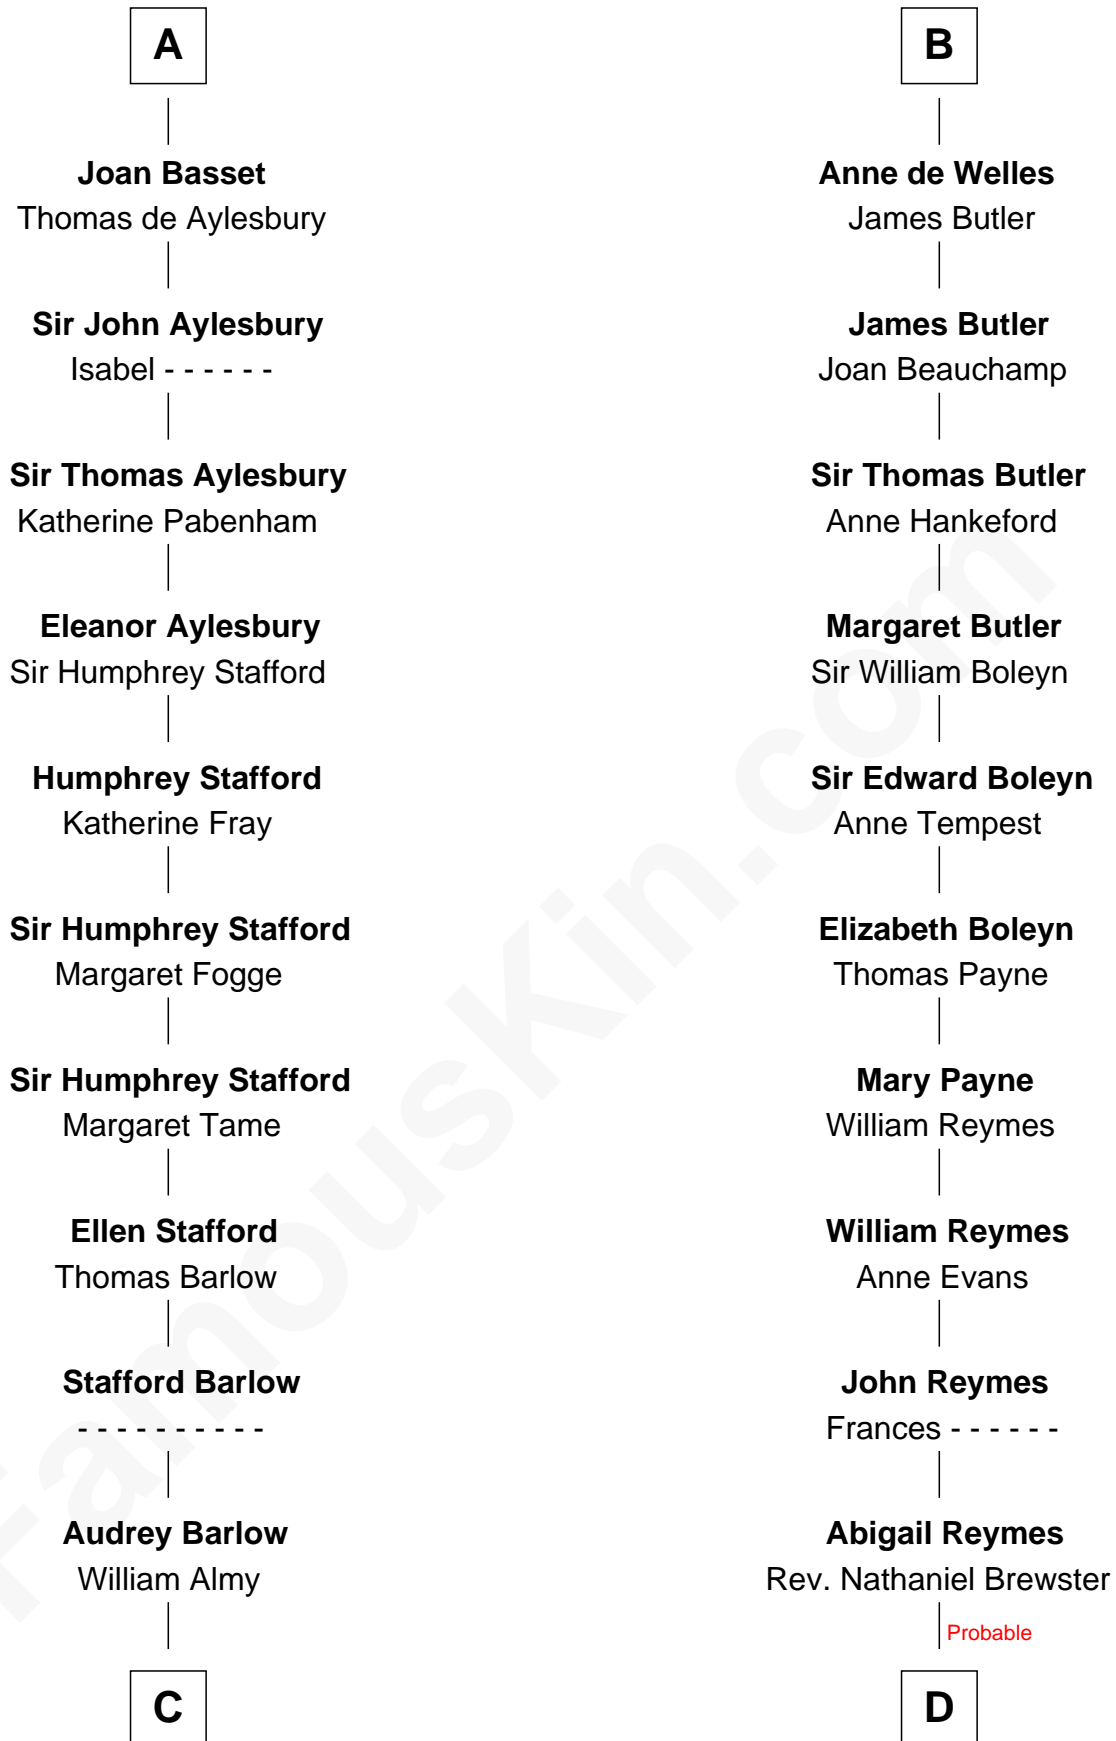 A
Joan Basset
Thomas de Aylesbury
Sir John Aylesbury
Isabel - - - - - -
Sir Thomas Aylesbury
Katherine Pabenham
Eleanor Aylesbury
Sir Humphrey Stafford
Humphrey Stafford
Katherine Fray
Sir Humphrey Stafford
Margaret Fogge
Sir Humphrey Stafford
Margaret Tame
Ellen Stafford
Thomas Barlow
Stafford Barlow
- - - - - - - - - -
Audrey Barlow
William Almy
C
B
Anne de Welles
James Butler
James Butler
Joan Beauchamp
Sir Thomas Butler
Anne Hankeford
Margaret Butler
Sir William Boleyn
Sir Edward Boleyn
Anne Tempest
Elizabeth Boleyn
Thomas Payne
Mary Payne
William Reymes
William Reymes
Anne Evans
John Reymes
Frances - - - - - -
Abigail Reymes
Rev. Nathaniel Brewster
Probable
D
FamousKin.com